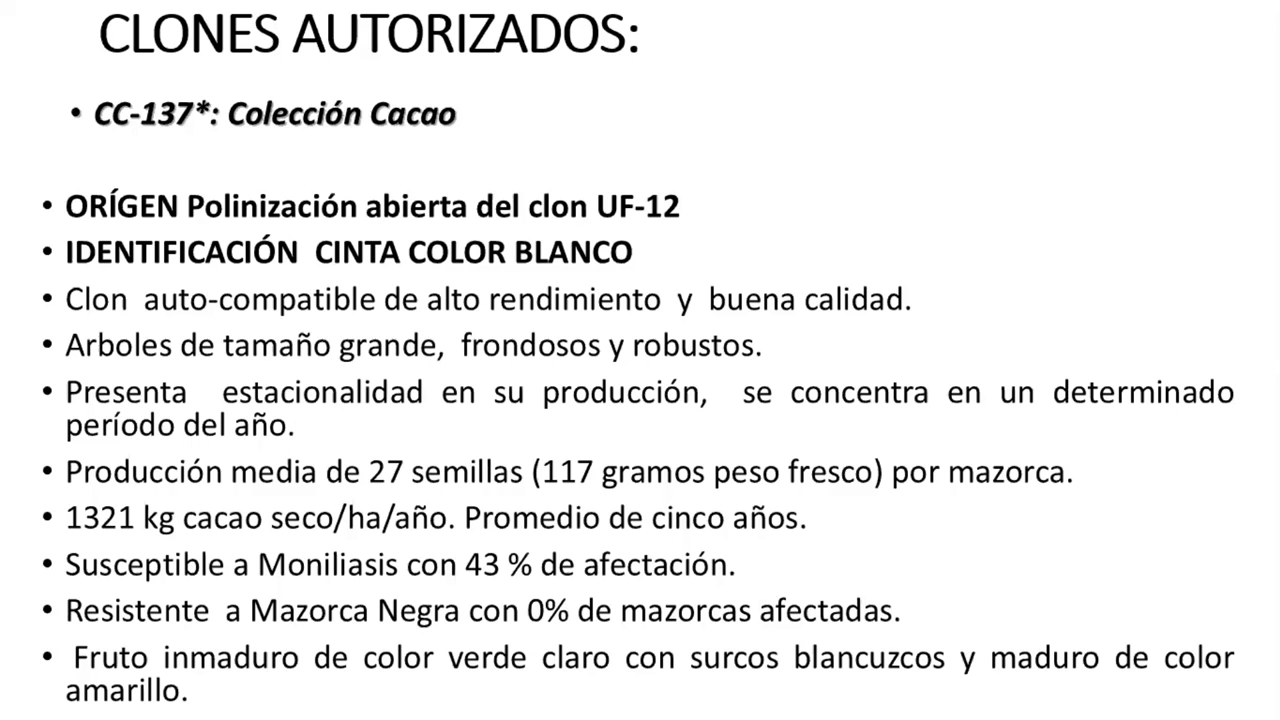 CLONES AUTORIZADOS:
• CC-137*: Colección Cacao
• ORÍGEN Polinización abierta del clon UF-12
• IDENTIFICACIÓN CINTA COLOR BLANCO
• Clon auto-compatible de alto rendimiento y buena calidad.
• Arboles de tamaño grande, frondosos y robustos.
• Presenta estacionalidad en su producción, se concentra en un determinado
período del año.
• Producción media de 27 semillas (117 gramos peso fresco) por mazorca.
• 1321 kg cacao seco/ha/año. Promedio de cinco años.
• Susceptible a Moniliasis con 43 % de afectación.
• Resistente a Mazorca Negra con 0% de mazorcas afectadas.
• Fruto inmaduro de color verde claro con surcos blancuzcos y maduro de color
amarillo.